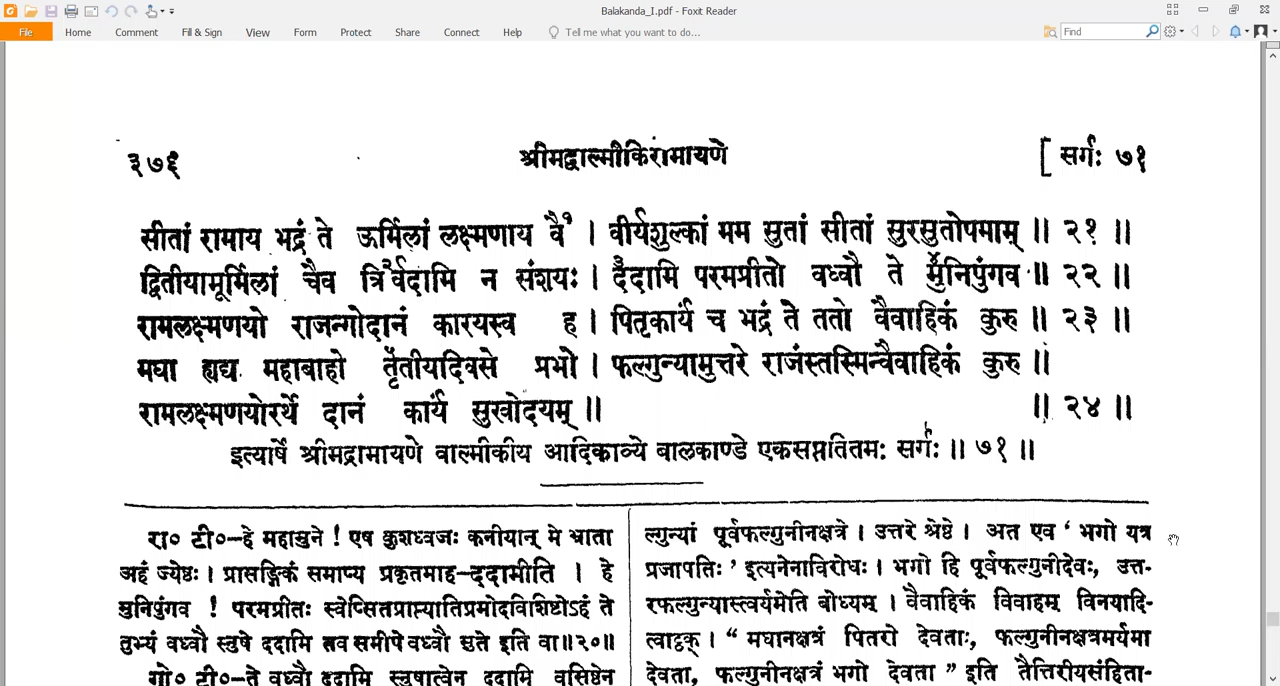 Balakanda_I.pdf - Foxit Reader
File Home Comment Fill & Sign View Form Protect Share Connect Help Tell me what you want to do... Find
३७६ श्रीमद्वाल्मीकिरामायणे [ सर्गः ७१
सीतां रामाय भद्रं ते ऊर्मिलां लक्ष्मणाय वै१ । वीर्यशुल्कां मम सुतां सीतां सुरसुतोपमाम् ॥ २१ ॥
द्वितीयामूर्मिलां चैव त्रिर्वदामि न संशयः । ददामि परमप्रीतो वध्वौ ते मुनिपुंगव ॥ २२ ॥
रामलक्ष्मणयो राजन्गोदानं कारयस्व ह । पितृकार्यं च भद्रं ते ततो वैवाहिकं कुरु ॥ २३ ॥
मघा ह्यद्य महाबाहो तृतीयदिवसे प्रभो । फल्गुन्यामुत्तरे राजंस्तस्मिन्वैवाहिकं कुरु ॥
रामलक्ष्मणयोरर्थे दानं कार्यं सुखोदयम् ॥ ॥ २४ ॥
इत्यार्षे श्रीमद्रामायणे वाल्मीकीय आदिकाव्ये बालकाण्डे एकसप्ततितमः सर्गः ॥ ७१ ॥
रा० टी०-हे महामुने ! एष कुशध्वजः कनीयान् मे भ्राता
अहं ज्येष्ठः । प्रासङ्गिकं समाप्य प्रकृतमाह-ददामीति । हे
मुनिपुंगव ! परमप्रीतः स्वेप्सितप्राप्त्यातिप्रमोदविशिष्टोऽहं ते
तुभ्यं वध्वौ स्नुषे ददामि तव समीपे वध्वौ सुते इति वा॥२०॥
गो० टी०-ते वध्वौ ददामि स्नुषात्वेन ददामि वसिष्ठेन
ल्गुन्यां पूर्वफल्गुनीनक्षत्रे । उत्तरे श्रेष्ठे । अत एव ' भगो यत्र
प्रजापतिः ' इत्यनेनाविरोधः । भगो हि पूर्वफल्गुनीदेवः, उत्त-
रफल्गुन्यास्त्वर्यमेति बोध्यम् । वैवाहिकं विवाहम् विनयादि-
त्वाट्ठक् । “ मघानक्षत्रं पितरो देवताः, फल्गुनीनक्षत्रमर्यमा
देवता, फल्गुनीनक्षत्रं भगो देवता ” इति तैत्तिरीयसंहिता-